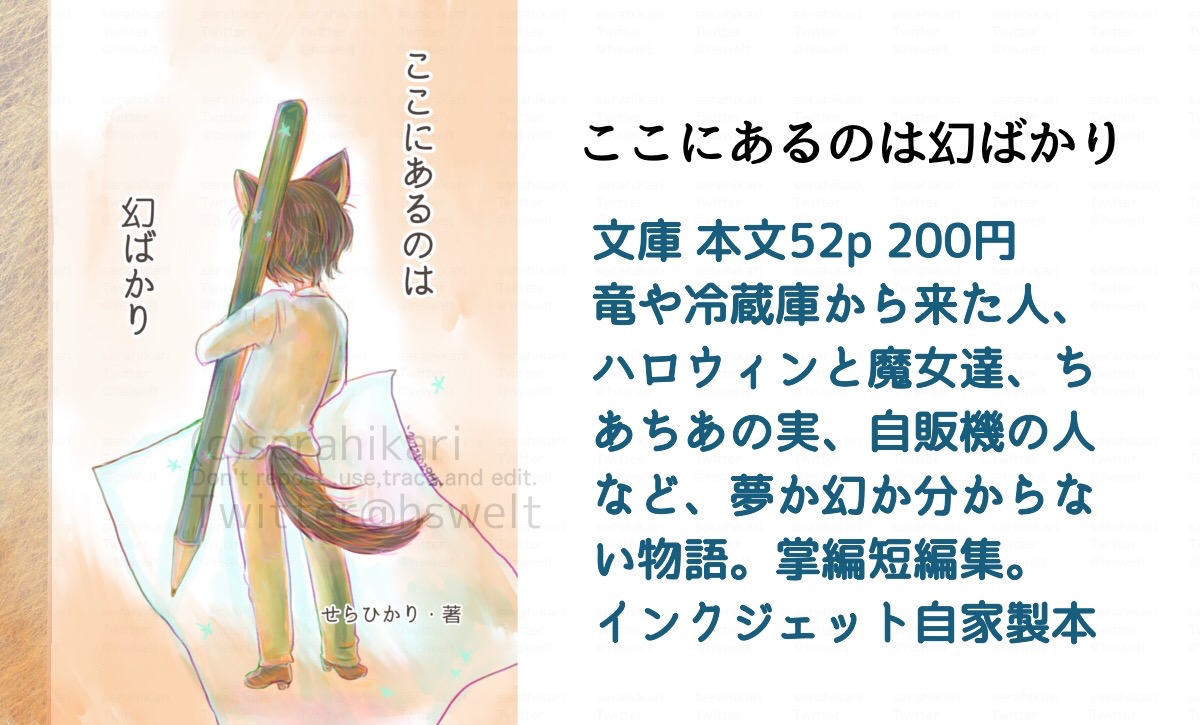 ここにあるのは
幻ばかり
せらひかり・著
(c)serahikari
Don't repost, use,trace,and edit.
Twitter@hswelt
ここにあるのは幻ばかり
文庫 本文52p 200円
竜や冷蔵庫から来た人、
ハロウィンと魔女達、ち
あちあの実、自販機の人
など、夢か幻か分からな
い物語。掌編短編集。
インクジェット自家製本